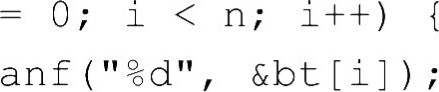 = 0; i < n; i++) {
anf("%d", &bt[i]);